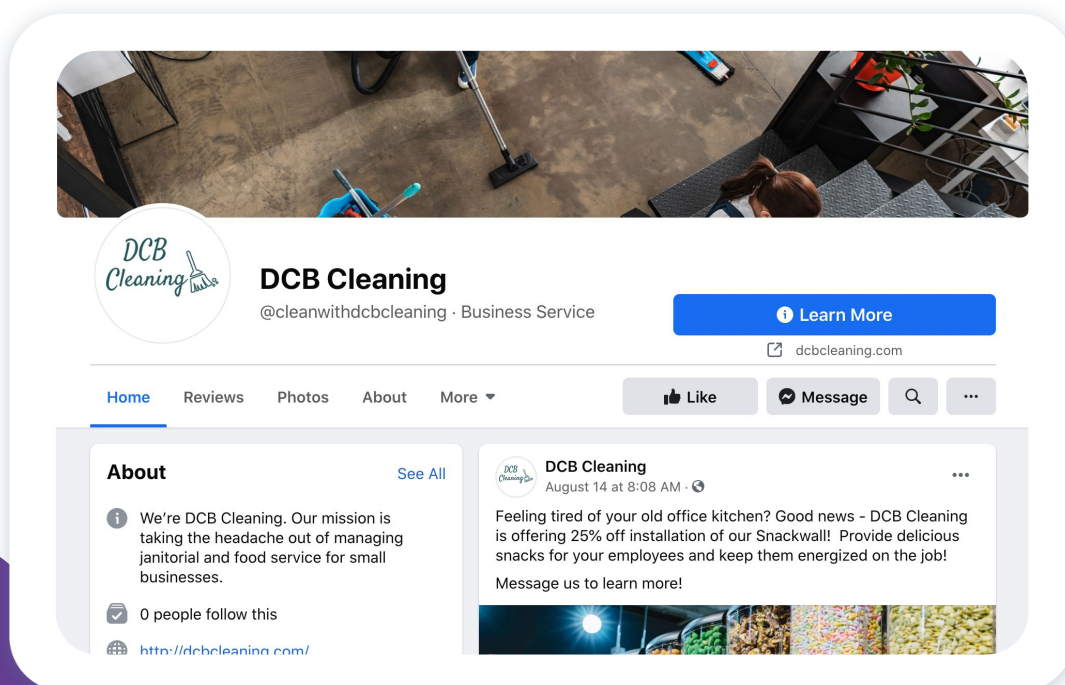 DCB
Cleaning
DCB Cleaning
@cleanwithdcbcleaning · Business Service
Learn More
dcbcleaning.com
Home
Reviews
Photos
About
More
Like
Message
About
See All
We’re DCB Cleaning. Our mission is
taking the headache out of managing
janitorial and food service for small
businesses.
0 people follow this
http://dcbcleaning.com/
DCB
Cleaning
DCB Cleaning
August 14 at 8:08 AM ·
Feeling tired of your old office kitchen? Good news - DCB Cleaning
is offering 25% off installation of our Snackwall! Provide delicious
snacks for your employees and keep them energized on the job!
Message us to learn more!